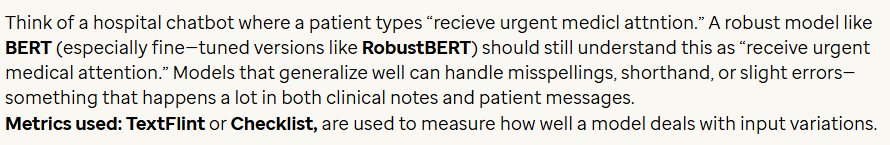 Think of a hospital chatbot where a patient types “recieve urgent medicl attntion.” A robust model like
BERT (especially fine–tuned versions like RobustBERT) should still understand this as “receive urgent
medical attention.” Models that generalize well can handle misspellings, shorthand, or slight errors—
something that happens a lot in both clinical notes and patient messages.
Metrics used: TextFlint or Checklist, are used to measure how well a model deals with input variations.